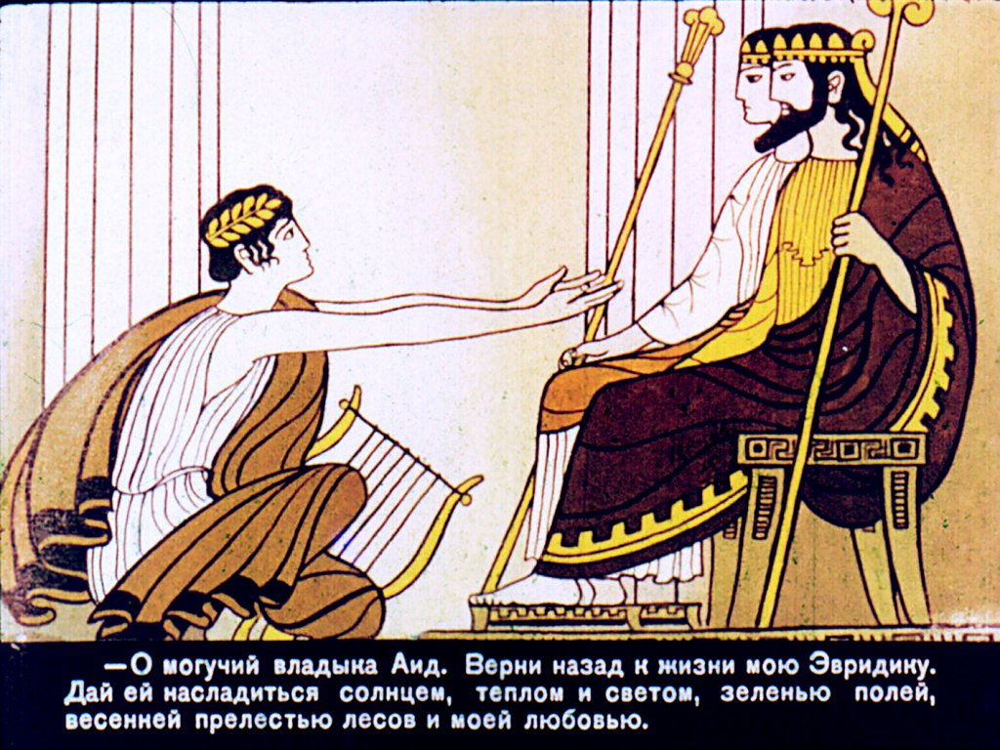 —О могучий владыка Аид. Верни назад к жизни мою Эвридику.
Дай ей насладиться солнцем, теплом и светом, зеленью полей,
весенней прелестью лесов и моей любовью.